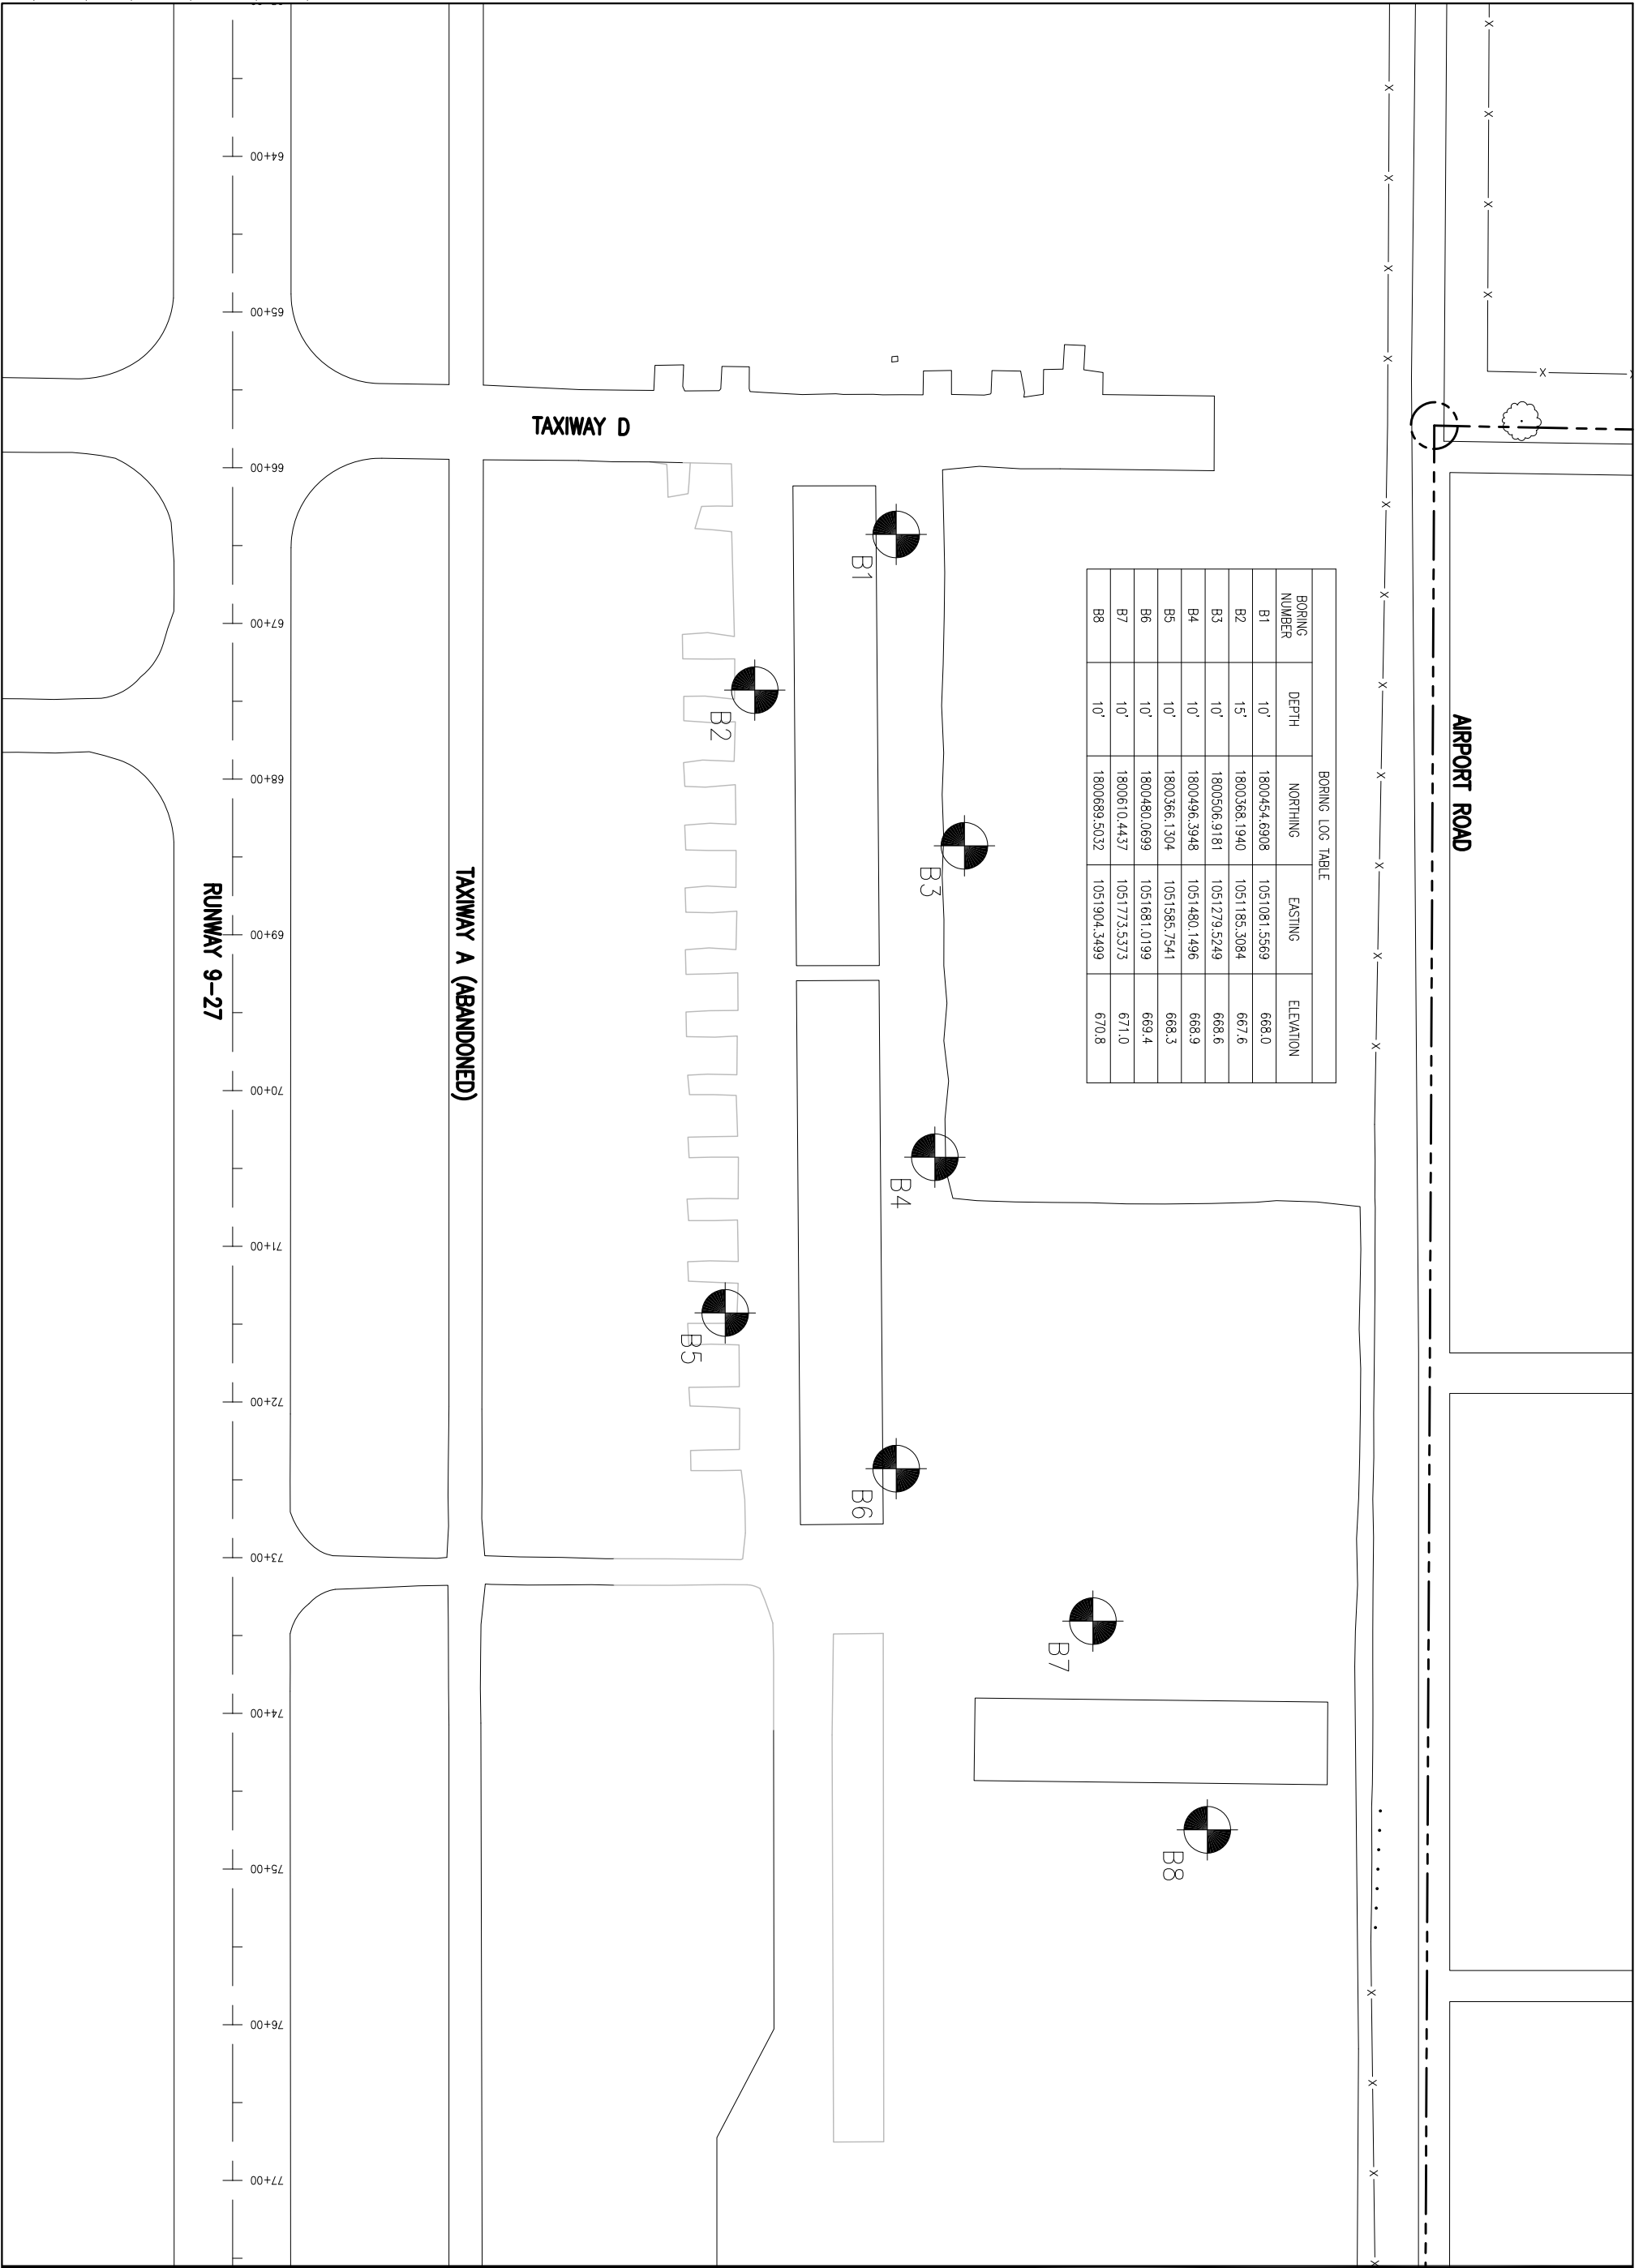 AIRPORT ROAD
BORING LOG TABLE
BORING NUMBER DEPTH NORTHING EASTING ELEVATION
B1 10' 1800454.6908 1051081.5569 668.0
B2 15' 1800368.1940 1051185.3084 667.6
B3 10' 1800506.9181 1051279.5249 668.6
B4 10' 1800496.3948 1051480.1496 668.9
B5 10' 1800366.1304 1051585.7541 668.3
B6 10' 1800480.0699 1051681.0199 669.4
B7 10' 1800610.4437 1051773.5373 671.0
B8 10' 1800689.5032 1051904.3499 670.8
B8
B7
B3
B4
B1
B6
B2
B5
TAXIWAY D
TAXIWAY A (ABANDONED)
64+00
65+00
66+00
67+00
68+00
69+00
70+00
71+00
72+00
73+00
74+00
75+00
76+00
77+00
RUNWAY 9-27